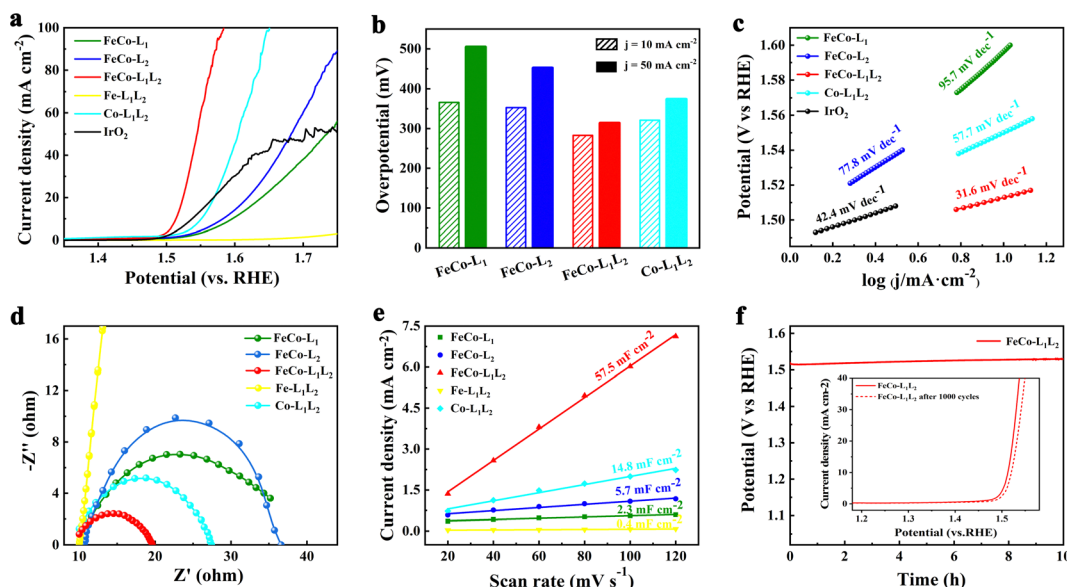 a
Current density (mA cm⁻²)
100
80
60
40
20
0
FeCo-L₁
FeCo-L₂
FeCo-L₁L₂
Fe-L₁L₂
Co-L₁L₂
IrO₂
1.4 1.5 1.6 1.7
Potential (vs. RHE)
b
Overpotential (mV)
500
400
300
200
100
0
j = 10 mA cm⁻²
j = 50 mA cm⁻²
FeCo-L₁ FeCo-L₂ FeCo-L₁L₂ Co-L₁L₂
c
Potential (V vs RHE)
1.60
1.56
1.52
1.50
FeCo-L₁
FeCo-L₂
FeCo-L₁L₂
Co-L₁L₂
IrO₂
95.7 mV dec⁻¹
57.7 mV dec⁻¹
77.8 mV dec⁻¹
31.6 mV dec⁻¹
42.4 mV dec⁻¹
0.0 0.2 0.4 0.6 0.8 1.0 1.2
log (j/mA·cm⁻²)
d
-Z'' (ohm)
16
12
8
4
0
FeCo-L₁
FeCo-L₂
FeCo-L₁L₂
Fe-L₁L₂
Co-L₁L₂
10 20 30 40
Z' (ohm)
e
Current density (mA cm⁻²)
7.5
6.0
4.5
3.0
1.5
0.0
FeCo-L₁
FeCo-L₂
FeCo-L₁L₂
Fe-L₁L₂
Co-L₁L₂
57.5 mF cm⁻²
14.8 mF cm⁻²
5.7 mF cm⁻²
2.3 mF cm⁻²
20 40 60 80 100 120
Scan rate (mV s⁻¹)
f
Potential (V vs RHE)
1.6
1.5
1.4
1.3
1.2
1.1
FeCo-L₁L₂
Current density (mA cm-2)
40
30
20
10
0
FeCo-L₁L₂
FeCo-L₁L₂ after 1000 cycles
1.2 1.3 1.4 1.5
Potential (vs.RHE)
0 2 4 6 8 10
Time (h)